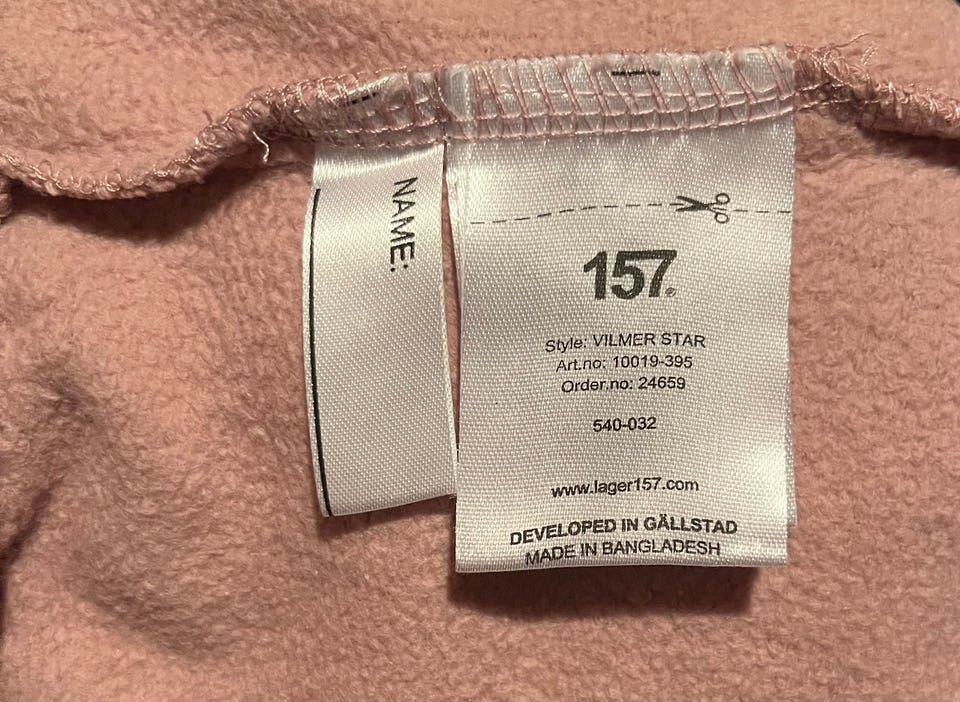 NAME:
157.
Style: VILMER STAR
Art.no: 10019-395
Order.no: 24659
540-032
www.lager157.com
DEVELOPED IN GÄLLSTAD
MADE IN BANGLADESH